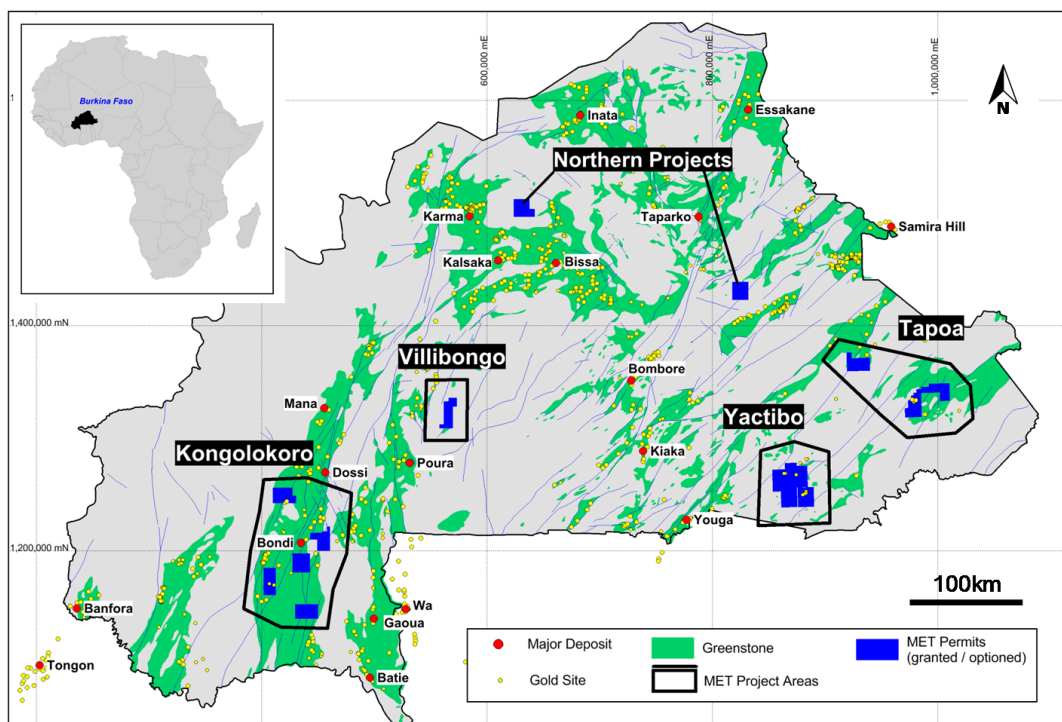 Burkina Faso
600,000 mE
800,000 mE
1,000,000 mE
N
Inata
Essakane
Northern Projects
Karma
Taparko
Samira Hill
Kalsaka
Bissa
1,400,000 mN
Tapoa
Villibongo
Bombore
Mana
Yactibo
Kongolokoro
Kiaka
Poura
Dossi
Youga
Bondi
1,200,000 mN
100km
Banfora
Wa
Gaoua
Major Deposit
Greenstone
MET Permits
(granted / optioned)
Tongon
Batie
Gold Site
MET Project Areas